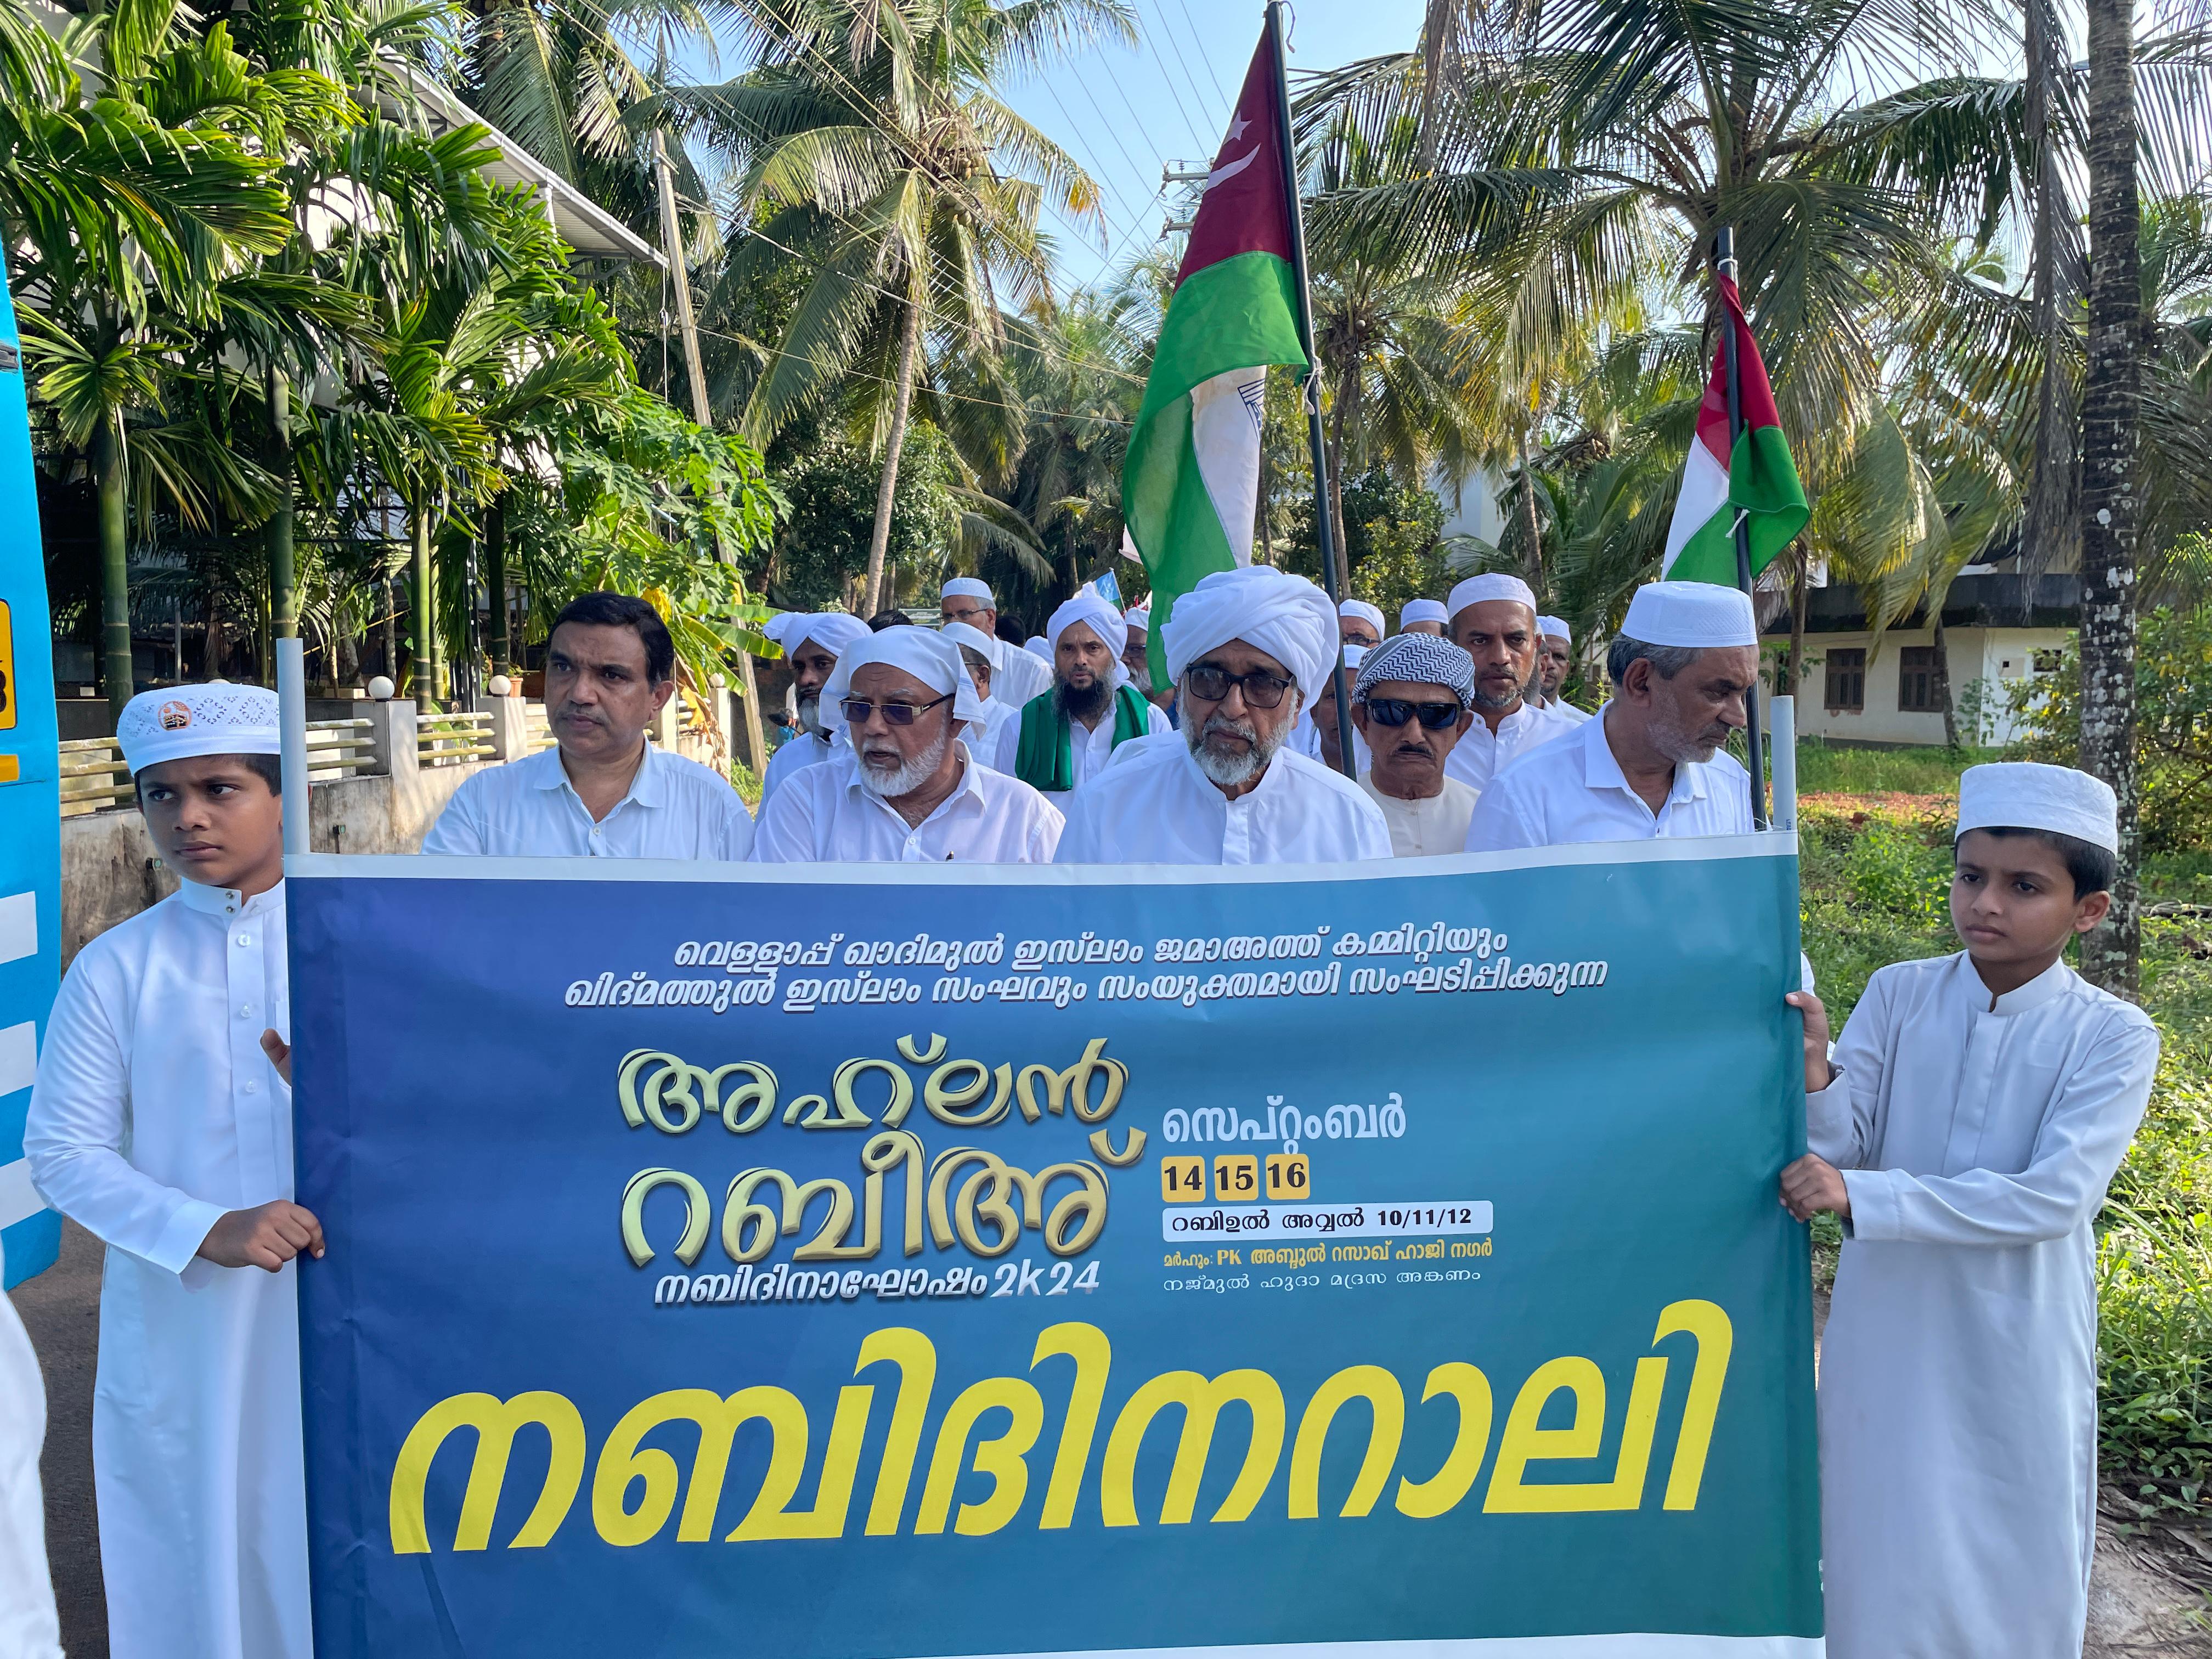 വെള്ളാപ്പ് ഖാദിമുൽ ഇസ്‌ലാം ജമാഅത്ത് കമ്മിറ്റിയും
ഖിദ്മത്തുൽ ഇസ്‌ലാം സംഘവും സംയുക്തമായി സംഘടിപ്പിക്കുന്ന
അഹ്‌ലൻ
റബീഅ്
നബിദിനാഘോഷം 2k24
സെപ്റ്റംബർ
14 15 16
റബിഉൽ അവ്വൽ 10/11/12
മർഹും: PK അബ്ദുൽ റസാഖ് ഹാജി നഗർ
നജ്മുൽ ഹുദാ മദ്രസ അങ്കണം
നബിദിനറാലി